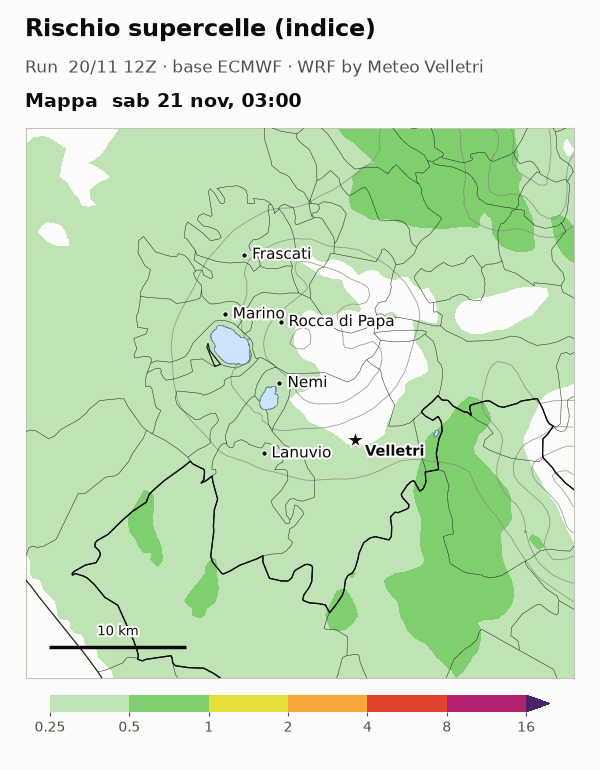 Rischio supercelle (indice)
Run  20/11 12Z · base ECMWF · WRF by Meteo Velletri
Mappa  sab 21 nov, 03:00
Frascati
Marino
Rocca di Papa
Nemi
Velletri
Lanuvio
10 km
0.25 0.5 1 2 4 8 16